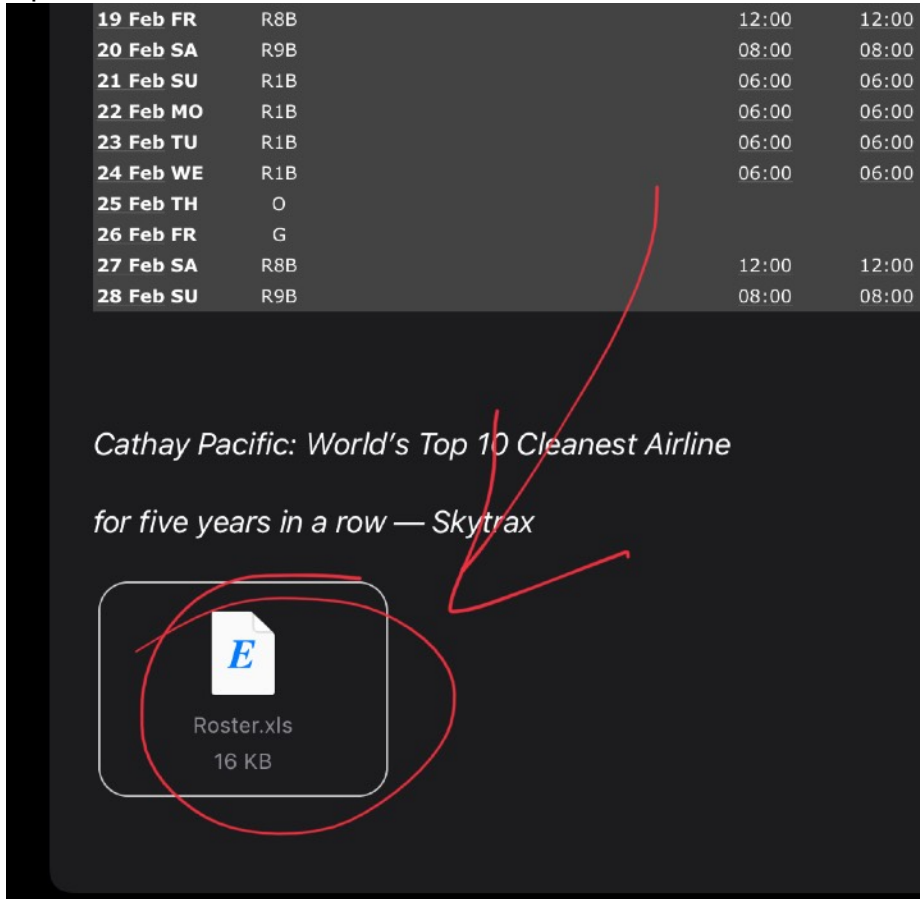 19 Feb FR R8B 12:00 12:00
20 Feb SA R9B 08:00 08:00
21 Feb SU R1B 06:00 06:00
22 Feb MO R1B 06:00 06:00
23 Feb TU R1B 06:00 06:00
24 Feb WE R1B 06:00 06:00
25 Feb TH O
26 Feb FR G
27 Feb SA R8B 12:00 12:00
28 Feb SU R9B 08:00 08:00
Cathay Pacific: World's Top 10 Cleanest Airline
for five years in a row — Skytrax
E
Roster.xls
16 KB